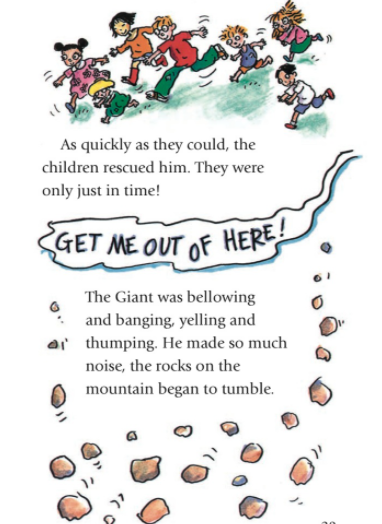 As quickly as they could, the
children rescued him. They were
only just in time!
GET ME OUT OF HERE!
The Giant was bellowing
and banging, yelling and
thumping. He made so much
noise, the rocks on the
mountain began to tumble.